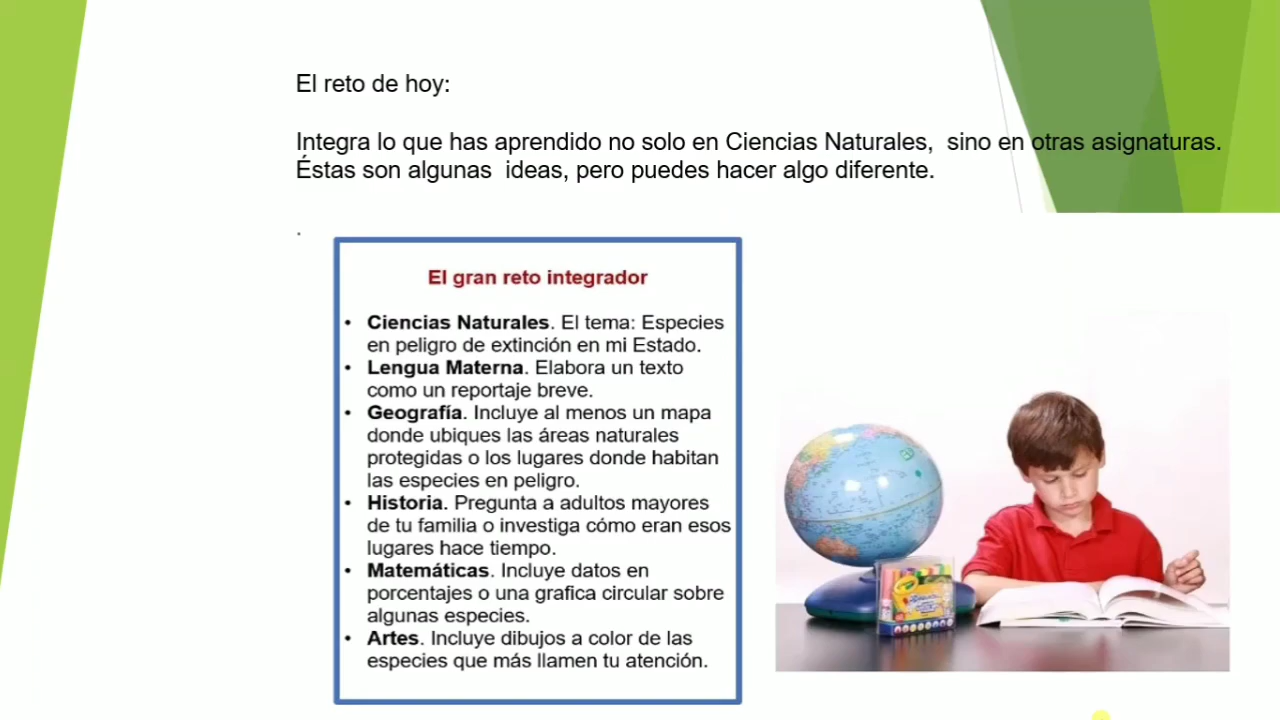 El reto de hoy:
Integra lo que has aprendido no solo en Ciencias Naturales,  sino en otras asignaturas.
Éstas son algunas  ideas, pero puedes hacer algo diferente.
.
El gran reto integrador
• Ciencias Naturales. El tema: Especies
en peligro de extinción en mi Estado.
• Lengua Materna. Elabora un texto
como un reportaje breve.
• Geografía. Incluye al menos un mapa
donde ubiques las áreas naturales
protegidas o los lugares donde habitan
las especies en peligro.
• Historia. Pregunta a adultos mayores
de tu familia o investiga cómo eran esos
lugares hace tiempo.
• Matemáticas. Incluye datos en
porcentajes o una grafica circular sobre
algunas especies.
• Artes. Incluye dibujos a color de las
especies que más llamen tu atención.